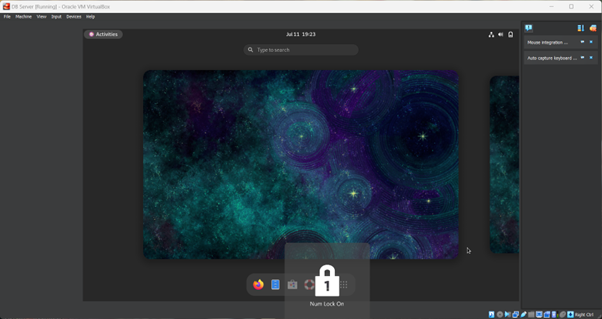 DB Server [Running] - Oracle VM VirtualBox
File Machine View Input Devices Help
Activities
Jul 11 19:23
Type to search
Mouse integration ...
Auto capture keyboard ...
1
Num Lock On
Right Ctrl